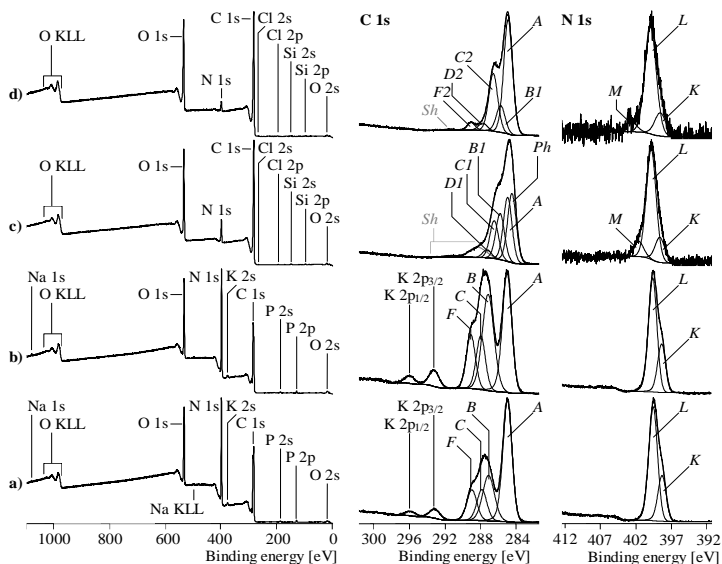 C 1s
Cl 2s
O KLL
O 1s
Cl 2p
Si 2s
N 1s
Si 2p
O 2s
d)
C 1s
Cl 2s
O KLL
O 1s
Cl 2p
Si 2s
N 1s
Si 2p
O 2s
c)
Na 1s
O KLL
O 1s
N 1s
K 2s
C 1s
P 2s
P 2p
O 2s
b)
Na 1s
O KLL
O 1s
N 1s
K 2s
C 1s
P 2s
P 2p
O 2s
a)
Na KLL
1000 800 600 400 200 0
Binding energy [eV]
C 1s
A
C2
D2
F2
Sh
B1
B1
Ph
C1
D1
Sh
A
K 2p3/2
K 2p1/2
B
C
F
A
K 2p3/2
K 2p1/2
B
C
F
A
300 296 292 288 284
Binding energy [eV]
N 1s
L
M
K
L
M
K
L
K
L
K
412 407 402 397 392
Binding energy [eV]